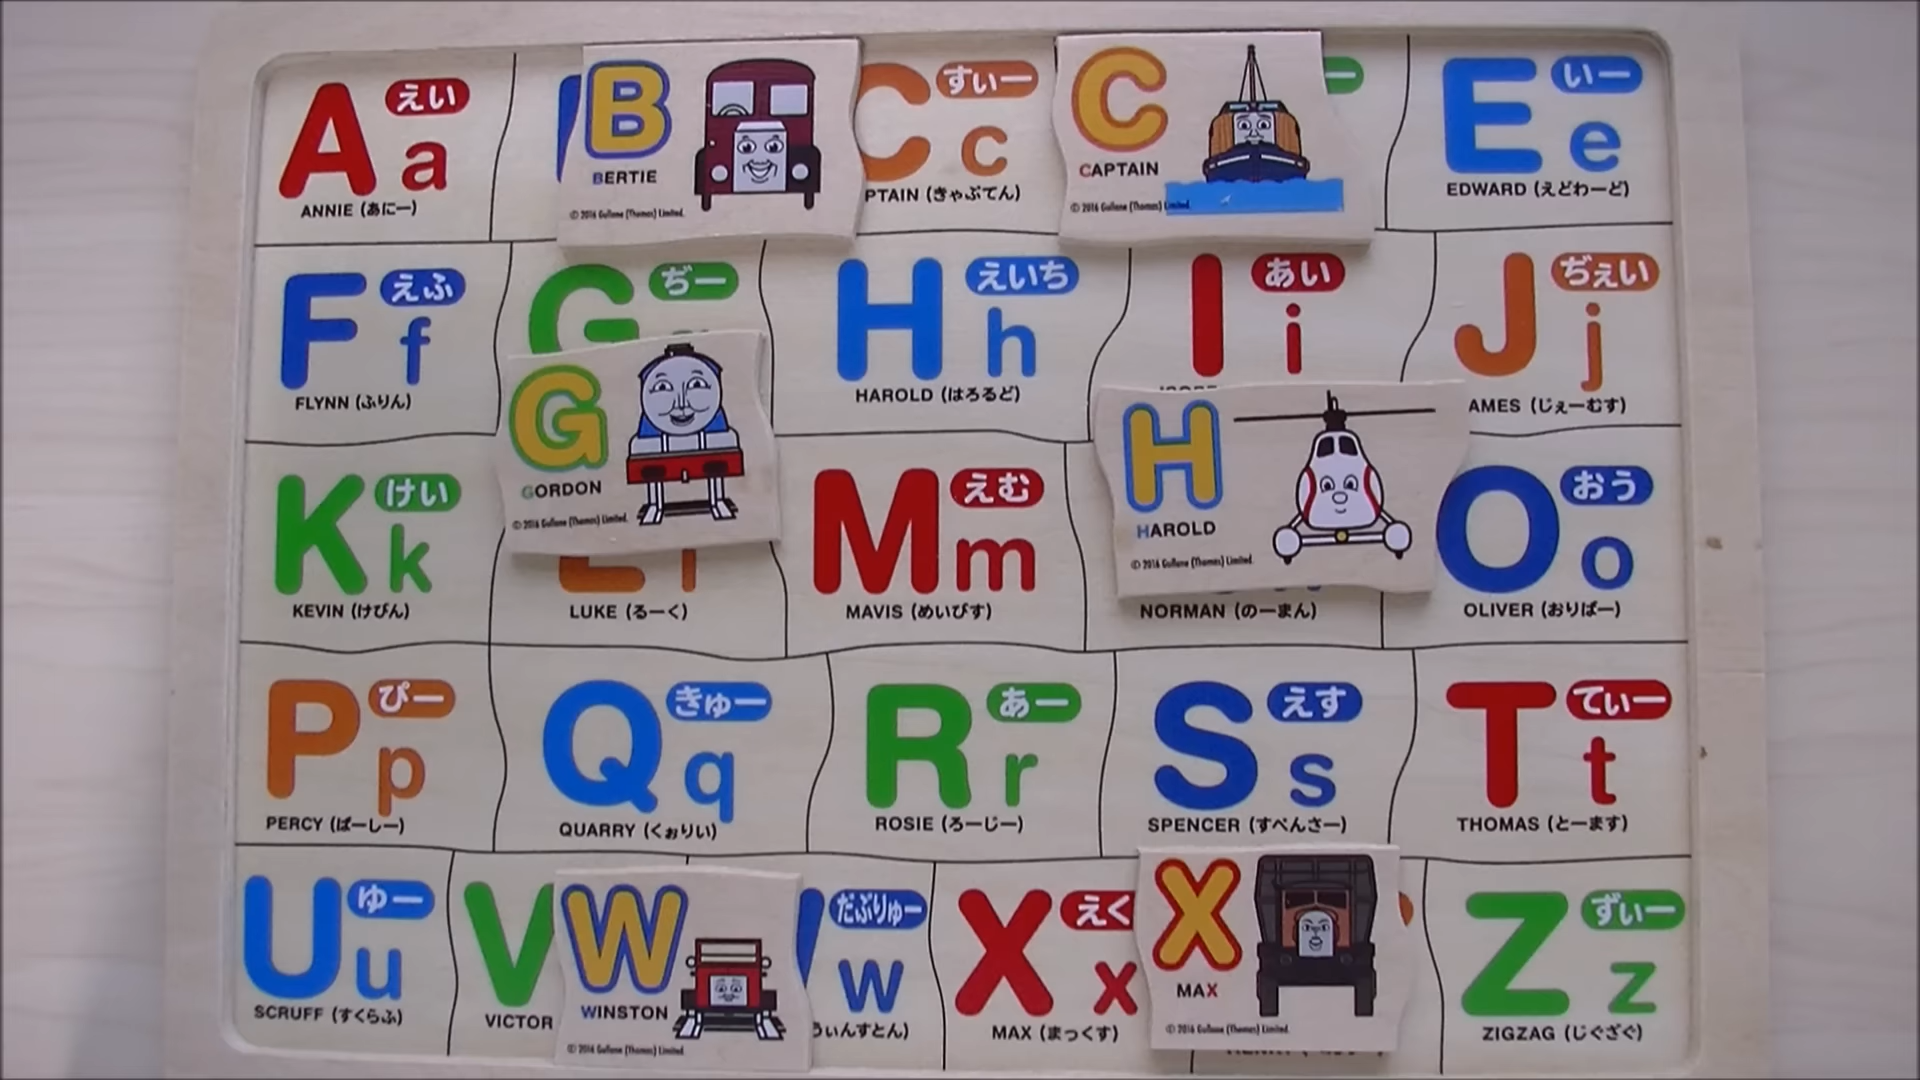 A えい a
ANNIE (あにー)
B
BERTIE
© 2016 Gullane (Thomas) Limited.
C すぃー c
PTAIN (きゃぷてん)
C
CAPTAIN
© 2016 Gullane (Thomas) Limited.
E いー e
EDWARD (えどわーど)
F えふ f
FLYNN (ふりん)
G ぢー
G
GORDON
© 2016 Gullane (Thomas) Limited.
H えいち h
HAROLD (はろるど)
I あい i
J ぢぇい j
AMES (じぇーむす)
H
HAROLD
© 2016 Gullane (Thomas) Limited.
K けい k
KEVIN (けびん)
L l
LUKE (るーく)
M えむ m
MAVIS (めいびす)
NORMAN (のーまん)
O おう o
OLIVER (おりばー)
P ぴー p
PERCY (ぱーしー)
Q きゅー q
QUARRY (くぉりい)
R あー r
ROSIE (ろーじー)
S えす s
SPENCER (すぺんさー)
T てぃー t
THOMAS (とーます)
U ゆー u
SCRUFF (すくらふ)
V
VICTOR
W
WINSTON
© 2016 Gullane (Thomas) Limited.
だぶりゅー w
うぃんすとん)
X えく x
MAX (まっくす)
X
MAX
© 2016 Gullane (Thomas) Limited.
Z ずぃー z
ZIGZAG (じぐざぐ)